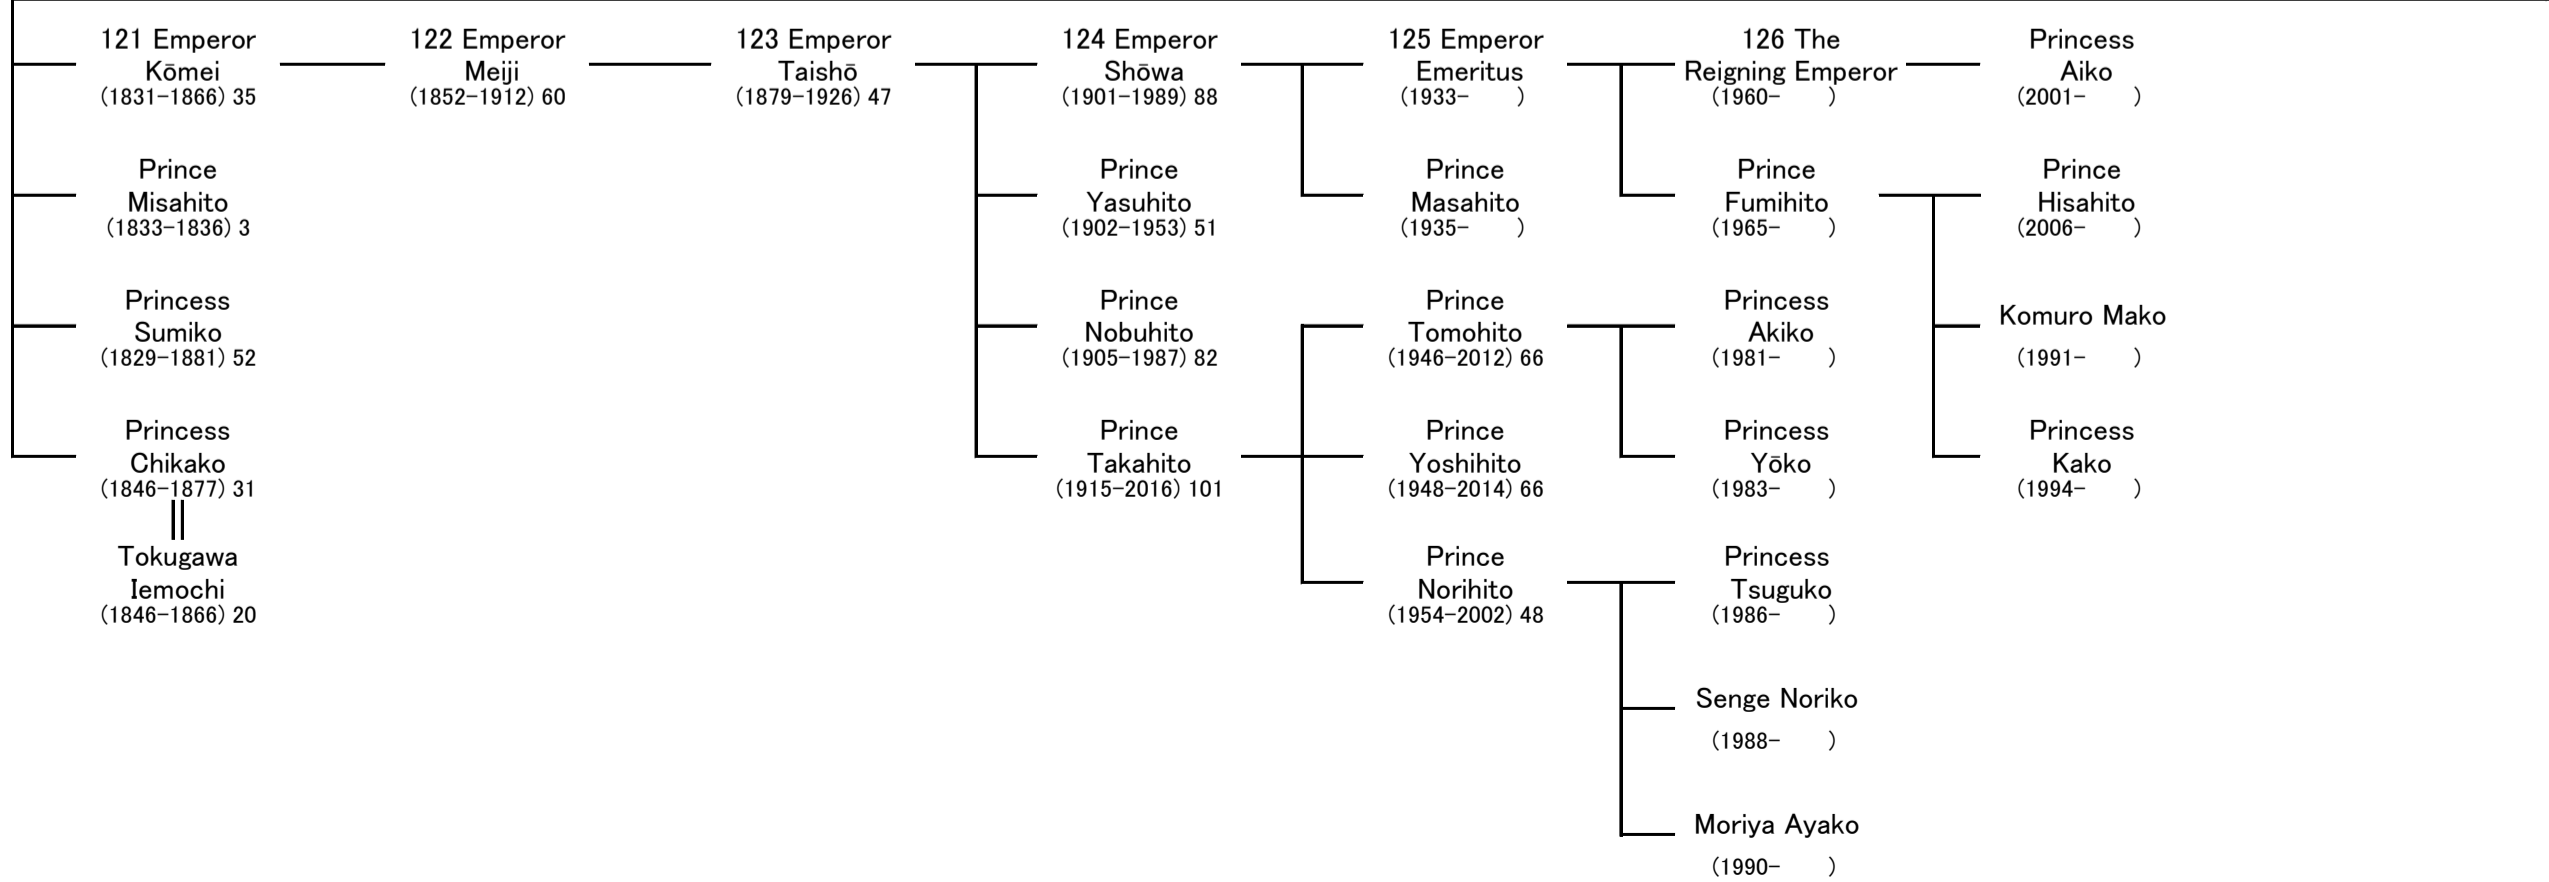 121 Emperor
Kōmei
(1831-1866) 35
122 Emperor
Meiji
(1852-1912) 60
123 Emperor
Taishō
(1879-1926) 47
124 Emperor
Shōwa
(1901-1989) 88
125 Emperor
Emeritus
(1933- )
126 The
Reigning Emperor
(1960- )
Princess
Aiko
(2001- )
Prince
Misahito
(1833-1836) 3
Prince
Yasuhito
(1902-1953) 51
Prince
Masahito
(1935- )
Prince
Fumihito
(1965- )
Prince
Hisahito
(2006- )
Princess
Sumiko
(1829-1881) 52
Prince
Nobuhito
(1905-1987) 82
Prince
Tomohito
(1946-2012) 66
Princess
Akiko
(1981- )
Komuro Mako
(1991- )
Princess
Chikako
(1846-1877) 31
Prince
Takahito
(1915-2016) 101
Prince
Yoshihito
(1948-2014) 66
Princess
Yōko
(1983- )
Princess
Kako
(1994- )
Tokugawa
Iemochi
(1846-1866) 20
Prince
Norihito
(1954-2002) 48
Princess
Tsuguko
(1986- )
Senge Noriko
(1988- )
Moriya Ayako
(1990- )